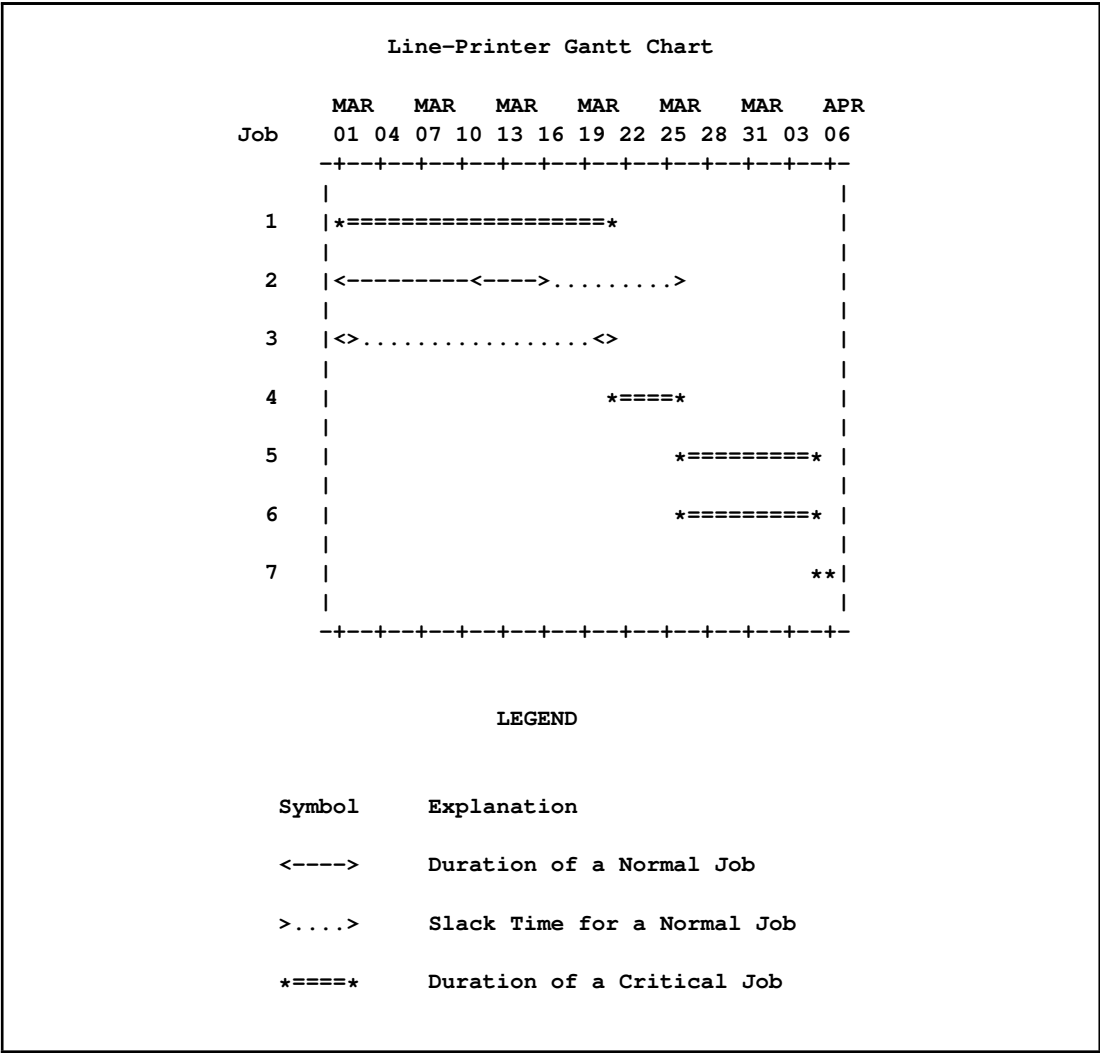 Line-Printer Gantt Chart
MAR   MAR   MAR   MAR   MAR   MAR   APR
Job    01 04 07 10 13 16 19 22 25 28 31 03 06
-+--+--+--+--+--+--+--+--+--+--+--+--+-
|                                     |
1   |*===================*                |
|                                     |
2   |<---------<---->.........>           |
|                                     |
3   |<>.................<>                |
|                                     |
4   |                    *====*           |
|                                     |
5   |                         *=========* |
|                                     |
6   |                         *=========* |
|                                     |
7   |                                   **|
|                                     |
-+--+--+--+--+--+--+--+--+--+--+--+--+-
LEGEND
Symbol     Explanation
<---->     Duration of a Normal Job
>....>     Slack Time for a Normal Job
*====*     Duration of a Critical Job